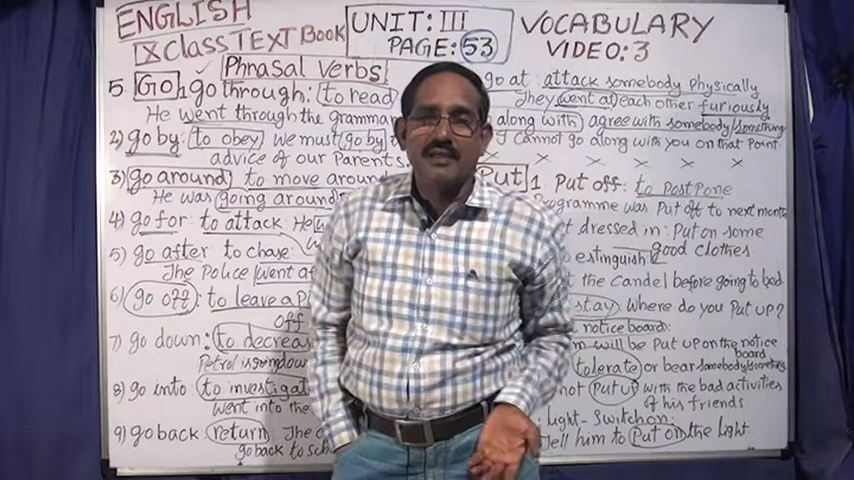 ENGLISH
X Class TEXT Book
UNIT: III
PAGE: 53
VOCABULARY
VIDEO: 3
Phrasal Verbs
5. Go 1 go through: to read
He went through the grammar
2) go by: to obey we must go by
advice of our Parents.
3) go around to move around
He was going around
4) go for: to attack: He
5) go after to chase:
The Police went af
6) go off: to leave a Pl
off
7) go down: to decreas
Petrol is goindown
8) go into to investigat
went into the
9) go back return The
go back to sch
go at: attack somebody Physically
They went at each other furiously
along with agree with somebody/something
cannot go along with you on that Point
x x x x x x
Put 1 Put off: to PostPone
Programme was Put off to next month
t dressed in: Put on some
good clothes
o estinguish
t the Candel before going to bed
stay Where do you Put up?
notice board:
m will be Put up on the notice
board
tolerate or bear somebody/something
not Put up with the bad activities
of his friends
light - Switch on:
Tell him to Put on the light